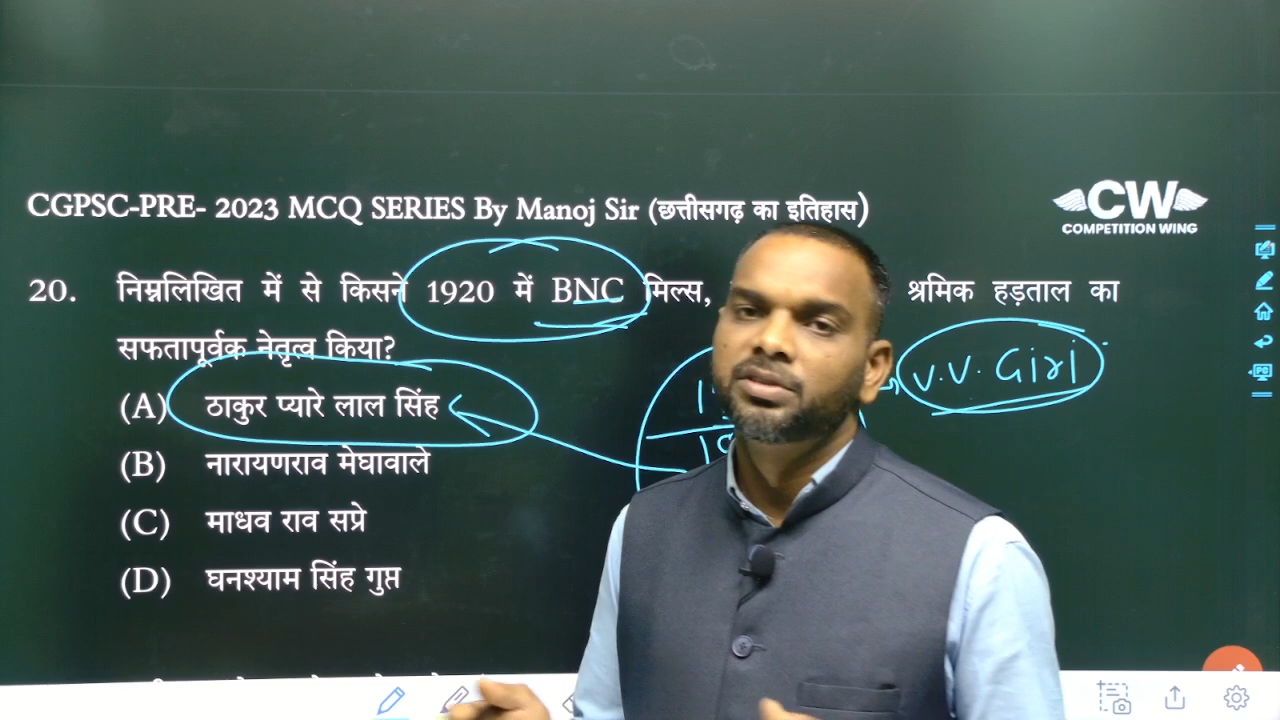 CGPSC-PRE- 2023 MCQ SERIES By Manoj Sir (छत्तीसगढ़ का इतिहास)
CW
COMPETITION WING
20. निम्नलिखित में से किसने 1920 में BNC मिल्स, श्रमिक हड़ताल का
सफतापूर्वक नेतृत्व किया?
V.V. Giri
(A) ठाकुर प्यारे लाल सिंह
(B) नारायणराव मेघावाले
(C) माधव राव सप्रे
(D) घनश्याम सिंह गुप्त